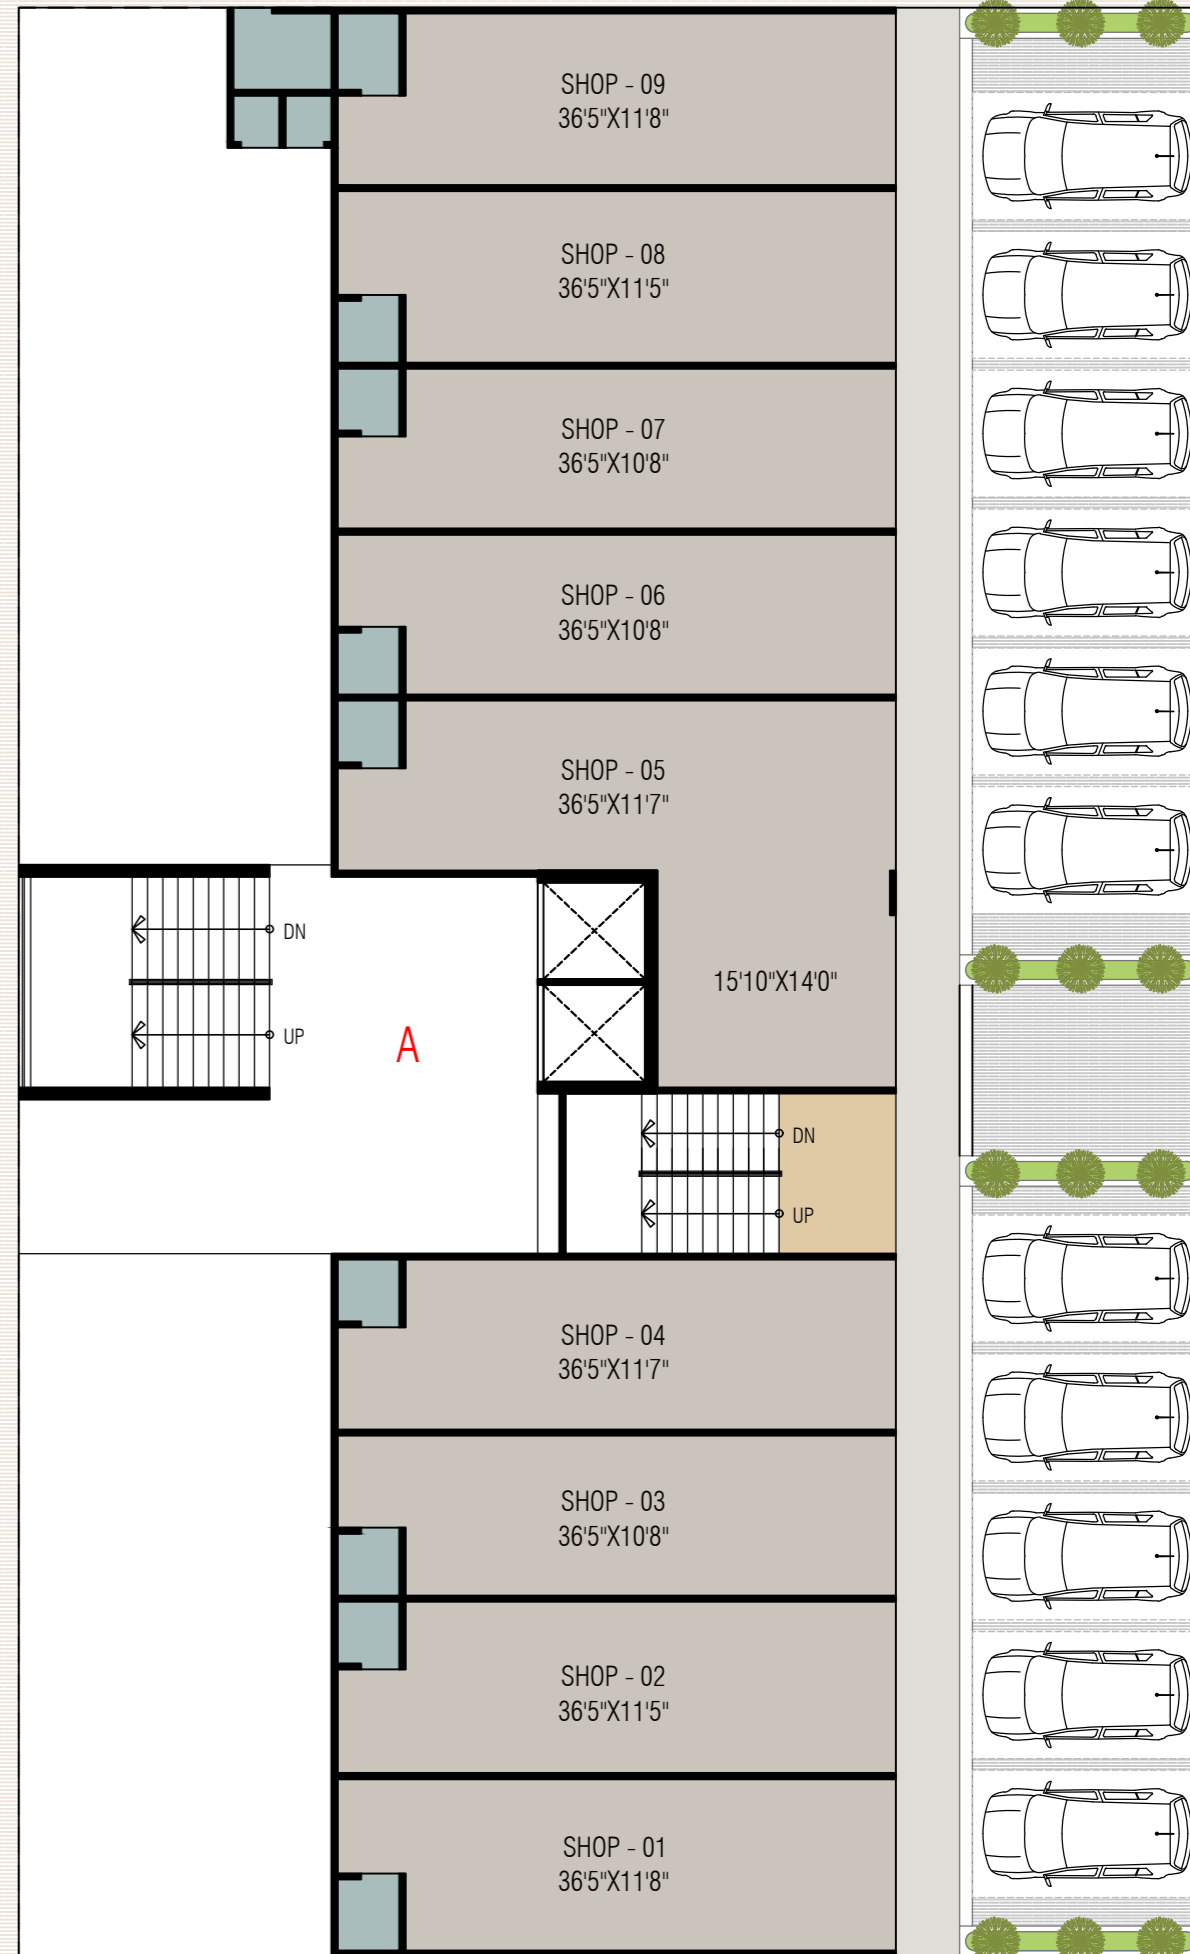 SHOP - 09
36'5"X11'8"
SHOP - 08
36'5"X11'5"
SHOP - 07
36'5"X10'8"
SHOP - 06
36'5"X10'8"
SHOP - 05
36'5"X11'7"
DN
15'10"X14'0"
UP
A
DN
UP
SHOP - 04
36'5"X11'7"
SHOP - 03
36'5"X10'8"
SHOP - 02
36'5"X11'5"
SHOP - 01
36'5"X11'8"